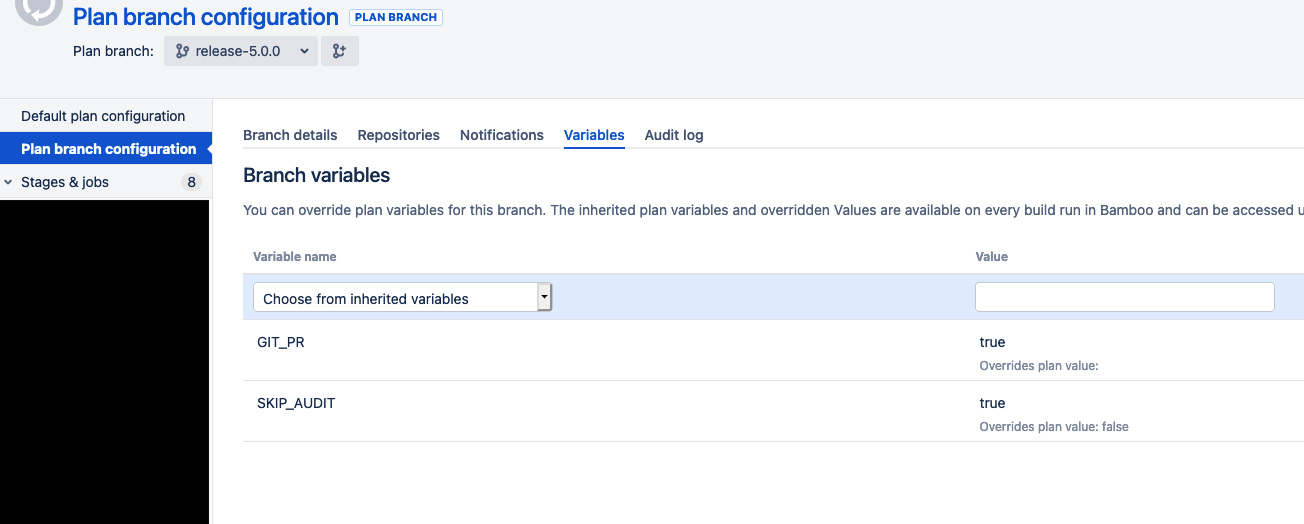 Plan branch configuration PLAN BRANCH
Plan branch: release-5.0.0
Default plan configuration
Plan branch configuration
Stages & jobs 8
Branch details Repositories Notifications Variables Audit log
Branch variables
You can override plan variables for this branch. The inherited plan variables and overridden Values are available on every build run in Bamboo and can be accessed u
Variable name Value
Choose from inherited variables
GIT_PR true
Overrides plan value:
SKIP_AUDIT true
Overrides plan value: false